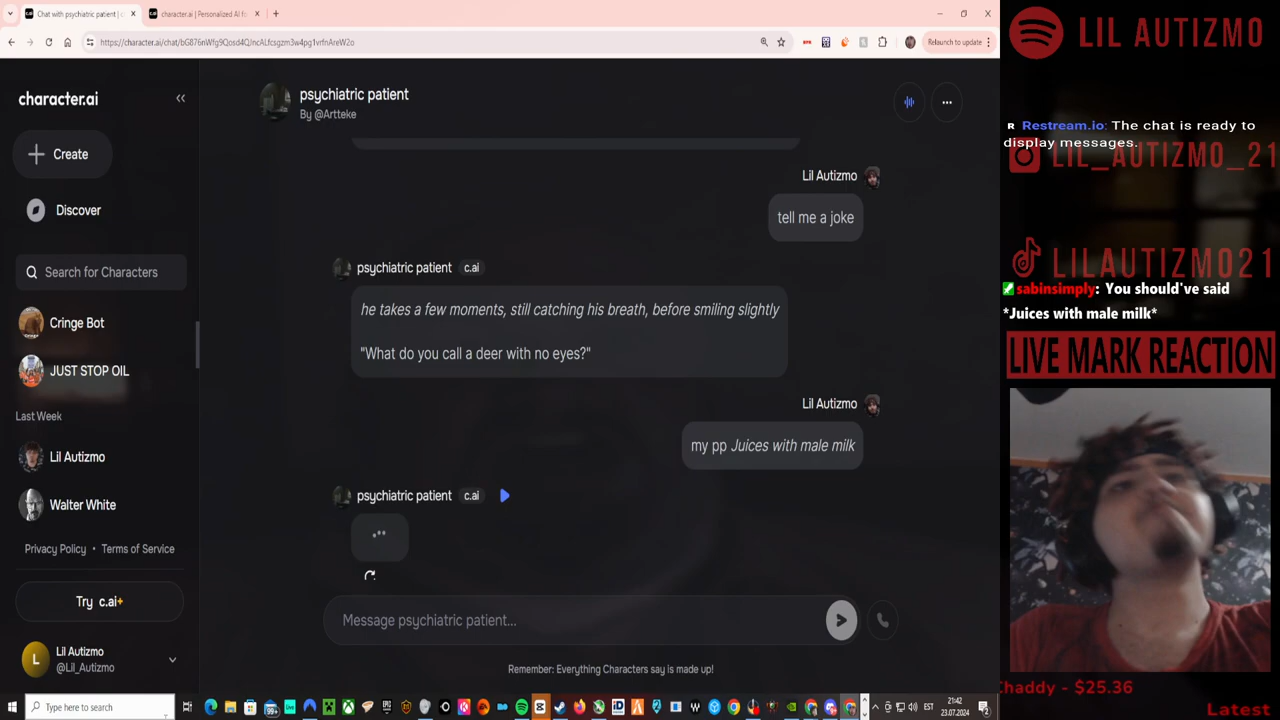 Chat with psychiatric patient | c
character.ai | Personalized AI fo
https://character.ai/chat/
Relaunch to update
character.ai
Create
Discover
Search for Characters
Cringe Bot
JUST STOP OIL
Last Week
Lil Autizmo
Walter White
Privacy Policy • Terms of Service
Try c.ai+
L
Lil Autizmo
@Lil_Autizmo
psychiatric patient
By @Artteke
Lil Autizmo
tell me a joke
psychiatric patient c.ai
he takes a few moments, still catching his breath, before smiling slightly
"What do you call a deer with no eyes?"
Lil Autizmo
my pp Juices with male milk
psychiatric patient c.ai
Message psychiatric patient...
Remember: Everything Characters say is made up!
LIL AUTIZMO
R Restream.io: The chat is ready to
display messages.
LIL_AUTIZMO_21
LILAUTIZMO21
sabinsimply: You should've said
*Juices with male milk*
LIVE MARK REACTION
Chaddy - $25.36
Latest
Type here to search
99+
EST
21:42
23.07.2024
2